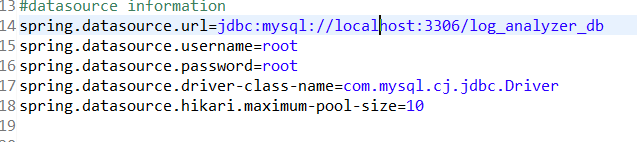 13 #datasource information
14 spring.datasource.url=jdbc:mysql://localhost:3306/log_analyzer_db
15 spring.datasource.username=root
16 spring.datasource.password=root
17 spring.datasource.driver-class-name=com.mysql.cj.jdbc.Driver
18 spring.datasource.hikari.maximum-pool-size=10
19